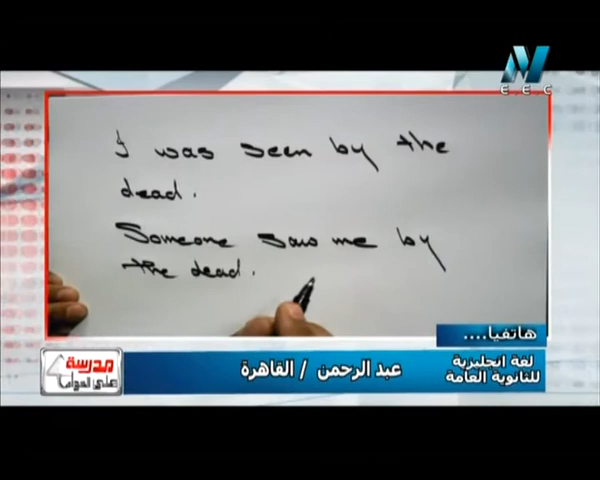 EEC
I was seen by the
dead.
Someone saw me by
the dead.
هاتفيا....
لغة انجليزية
للثانوية العامة
عبد الرحمن / القاهرة
مدرسة
على الهواء